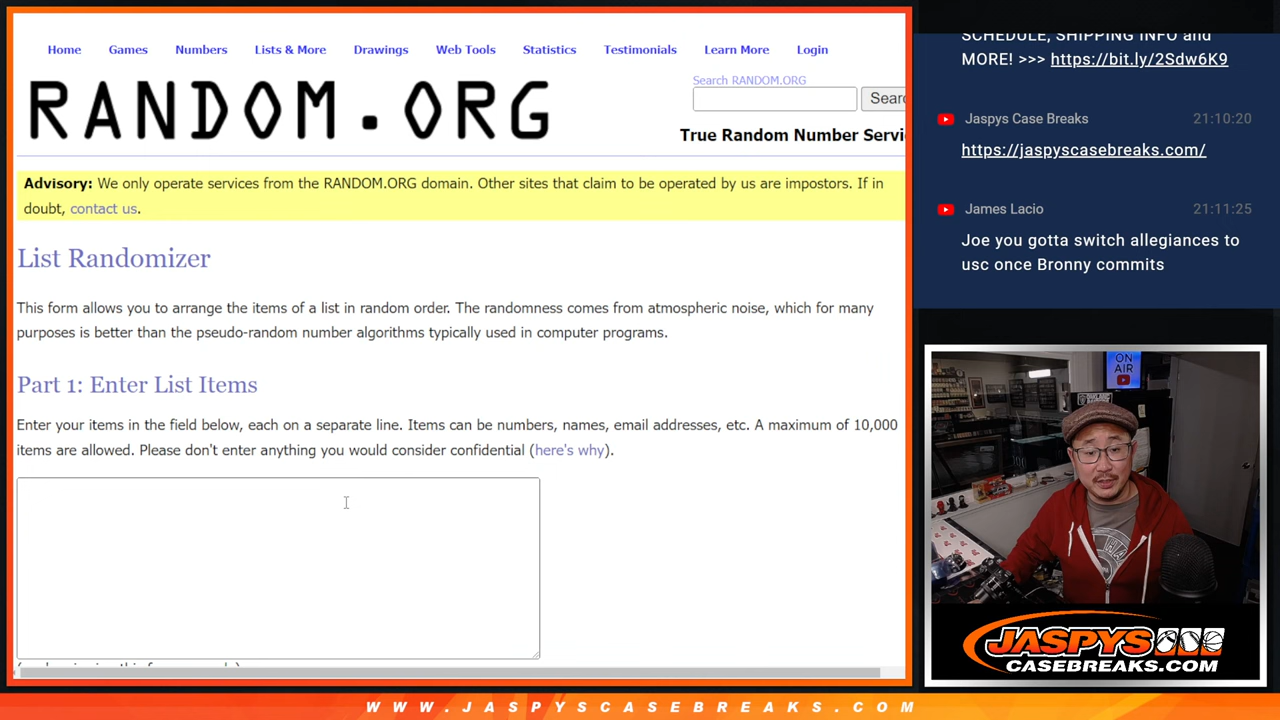 Home Games Numbers Lists & More Drawings Web Tools Statistics Testimonials Learn More Login
RANDOM.ORG
Search RANDOM.ORG
Sear
True Random Number Servi
Advisory: We only operate services from the RANDOM.ORG domain. Other sites that claim to be operated by us are impostors. If in
doubt, contact us.
List Randomizer
This form allows you to arrange the items of a list in random order. The randomness comes from atmospheric noise, which for many
purposes is better than the pseudo-random number algorithms typically used in computer programs.
Part 1: Enter List Items
Enter your items in the field below, each on a separate line. Items can be numbers, names, email addresses, etc. A maximum of 10,000
items are allowed. Please don't enter anything you would consider confidential (here's why).
SCHEDULE, SHIPPING INFO and
MORE! >>> https://bit.ly/2Sdw6K9
Jaspys Case Breaks 21:10:20
https://jaspyscasebreaks.com/
James Lacio 21:11:25
Joe you gotta switch allegiances to
usc once Bronny commits
ON
AIR
JASPYS
CASEBREAKS.COM
WWW.JASPYSCASEBREAKS.COM